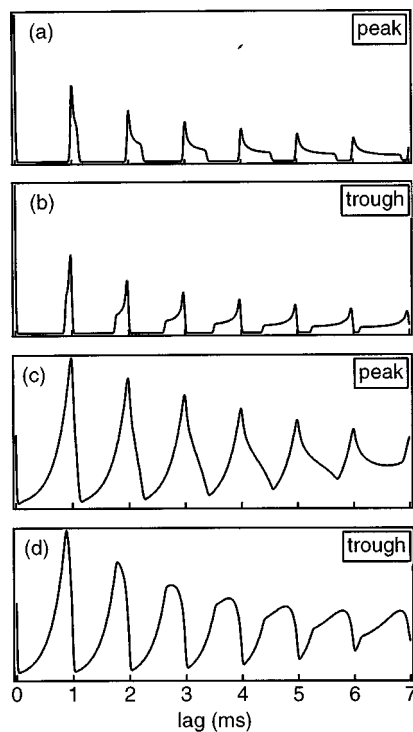 (a) peak
(b) trough
(c) peak
(d) trough
0 1 2 3 4 5 6 7
lag (ms)